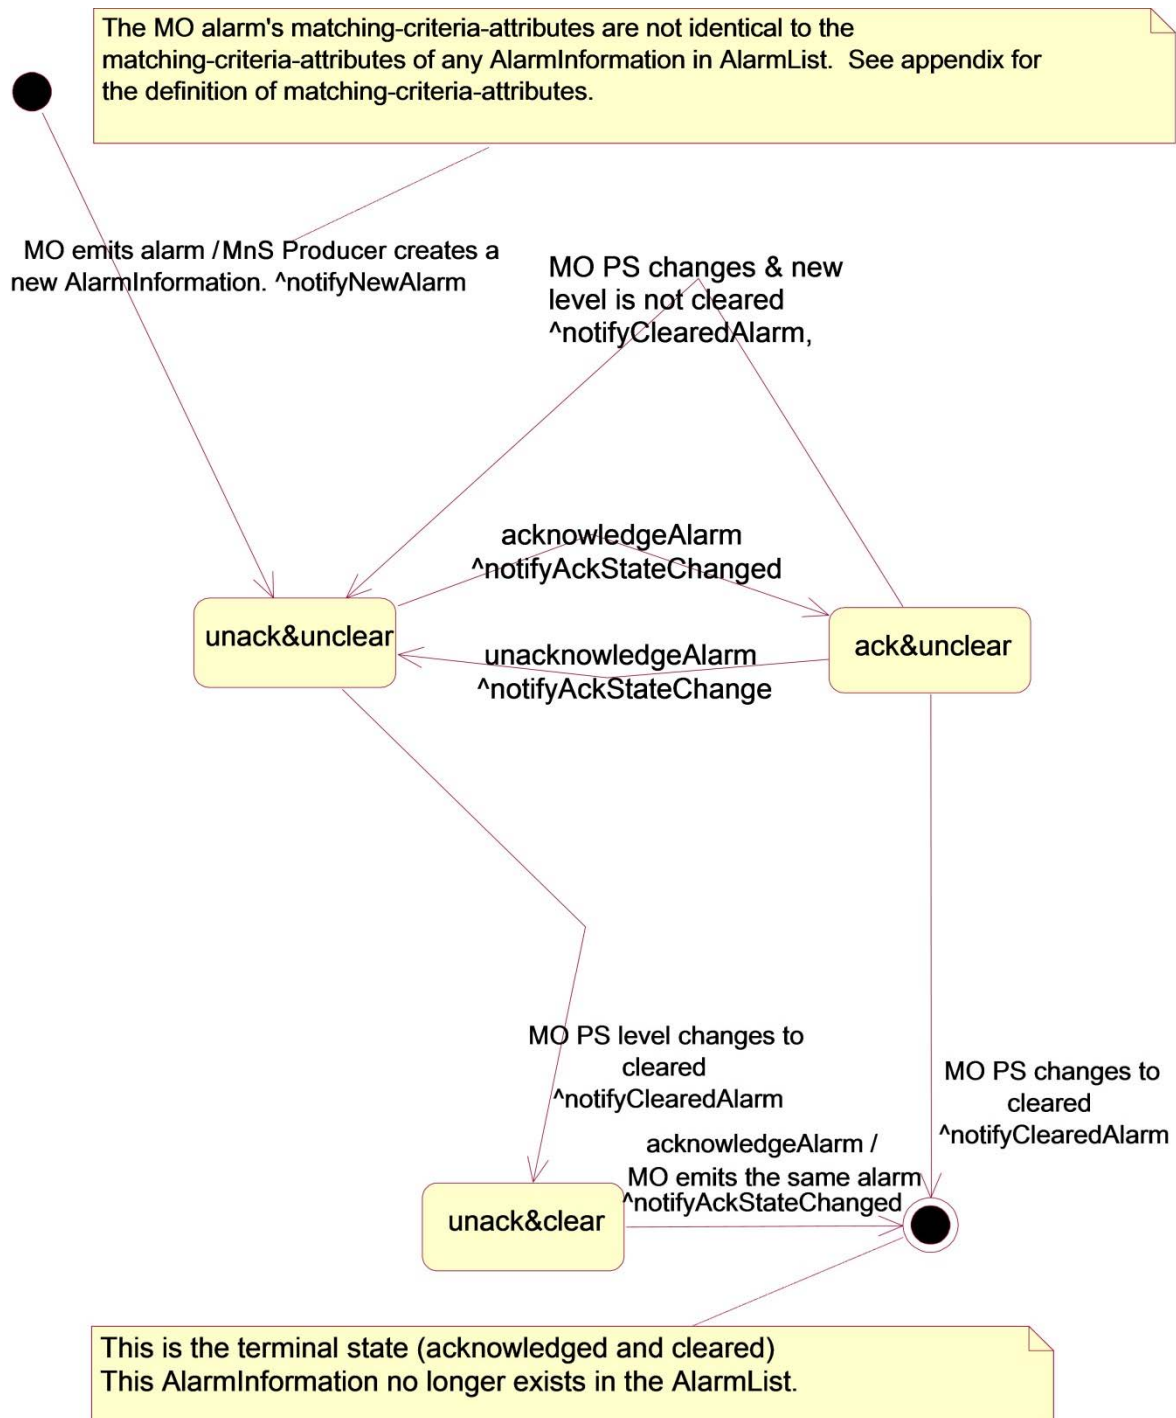 The MO alarm's matching-criteria-attributes are not identical to the
matching-criteria-attributes of any AlarmInformation in AlarmList.  See appendix for
the definition of matching-criteria-attributes.
MO emits alarm / MnS Producer creates a
new AlarmInformation. ^notifyNewAlarm
MO PS changes & new
level is not cleared
^notifyClearedAlarm,
acknowledgeAlarm
^notifyAckStateChanged
unack&unclear
ack&unclear
unacknowledgeAlarm
^notifyAckStateChange
MO PS level changes to
cleared
^notifyClearedAlarm
MO PS changes to
cleared
^notifyClearedAlarm
acknowledgeAlarm /
MO emits the same alarm
^notifyAckStateChanged
unack&clear
This is the terminal state (acknowledged and cleared)
This AlarmInformation no longer exists in the AlarmList.